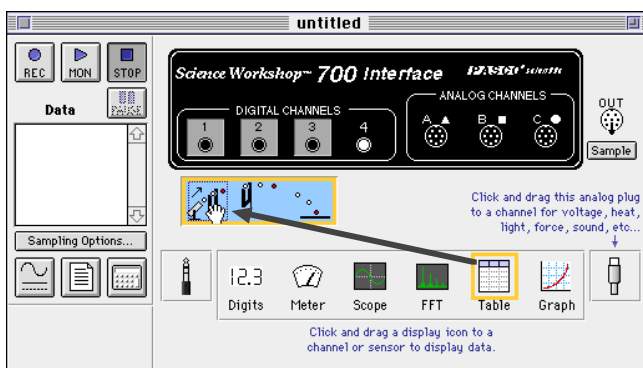 untitled
REC MON STOP
PAUSE
Data
Sampling Options...
Science Workshop™ 700 Interface PASCO scientific
DIGITAL CHANNELS
1 2 3 4
ANALOG CHANNELS
A B C
OUT
Sample
Click and drag this analog plug
to a channel for voltage, heat,
light, force, sound, etc...
12.3
Digits Meter Scope FFT Table Graph
Click and drag a display icon to a
channel or sensor to display data.